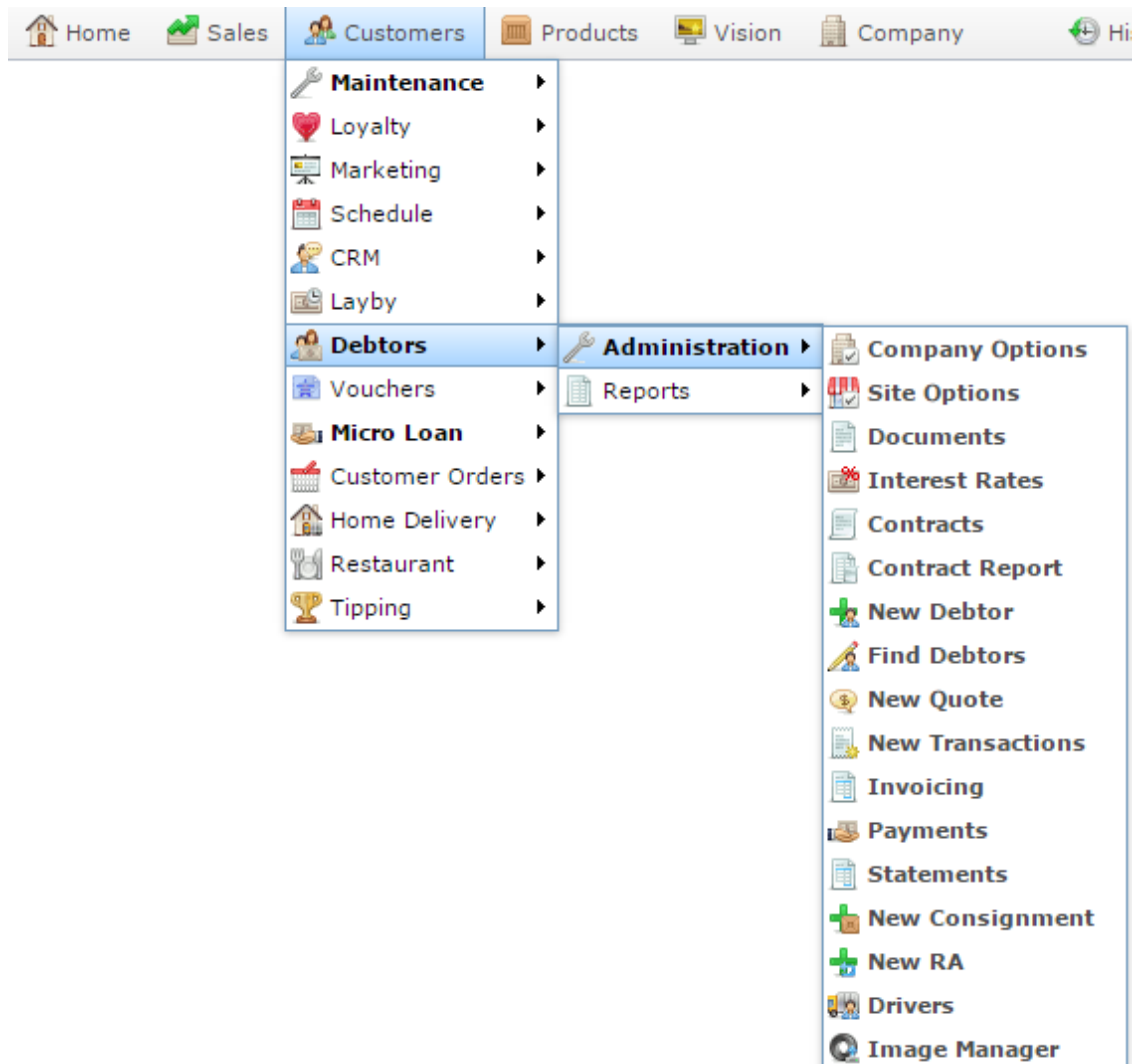 Home Sales Customers Products Vision Company
Maintenance
Loyalty
Marketing
Schedule
CRM
Layby
Debtors Administration Company Options
Vouchers Reports Site Options
Micro Loan Documents
Customer Orders Interest Rates
Home Delivery Contracts
Restaurant Contract Report
Tipping New Debtor
Find Debtors
New Quote
New Transactions
Invoicing
Payments
Statements
New Consignment
New RA
Drivers
Image Manager